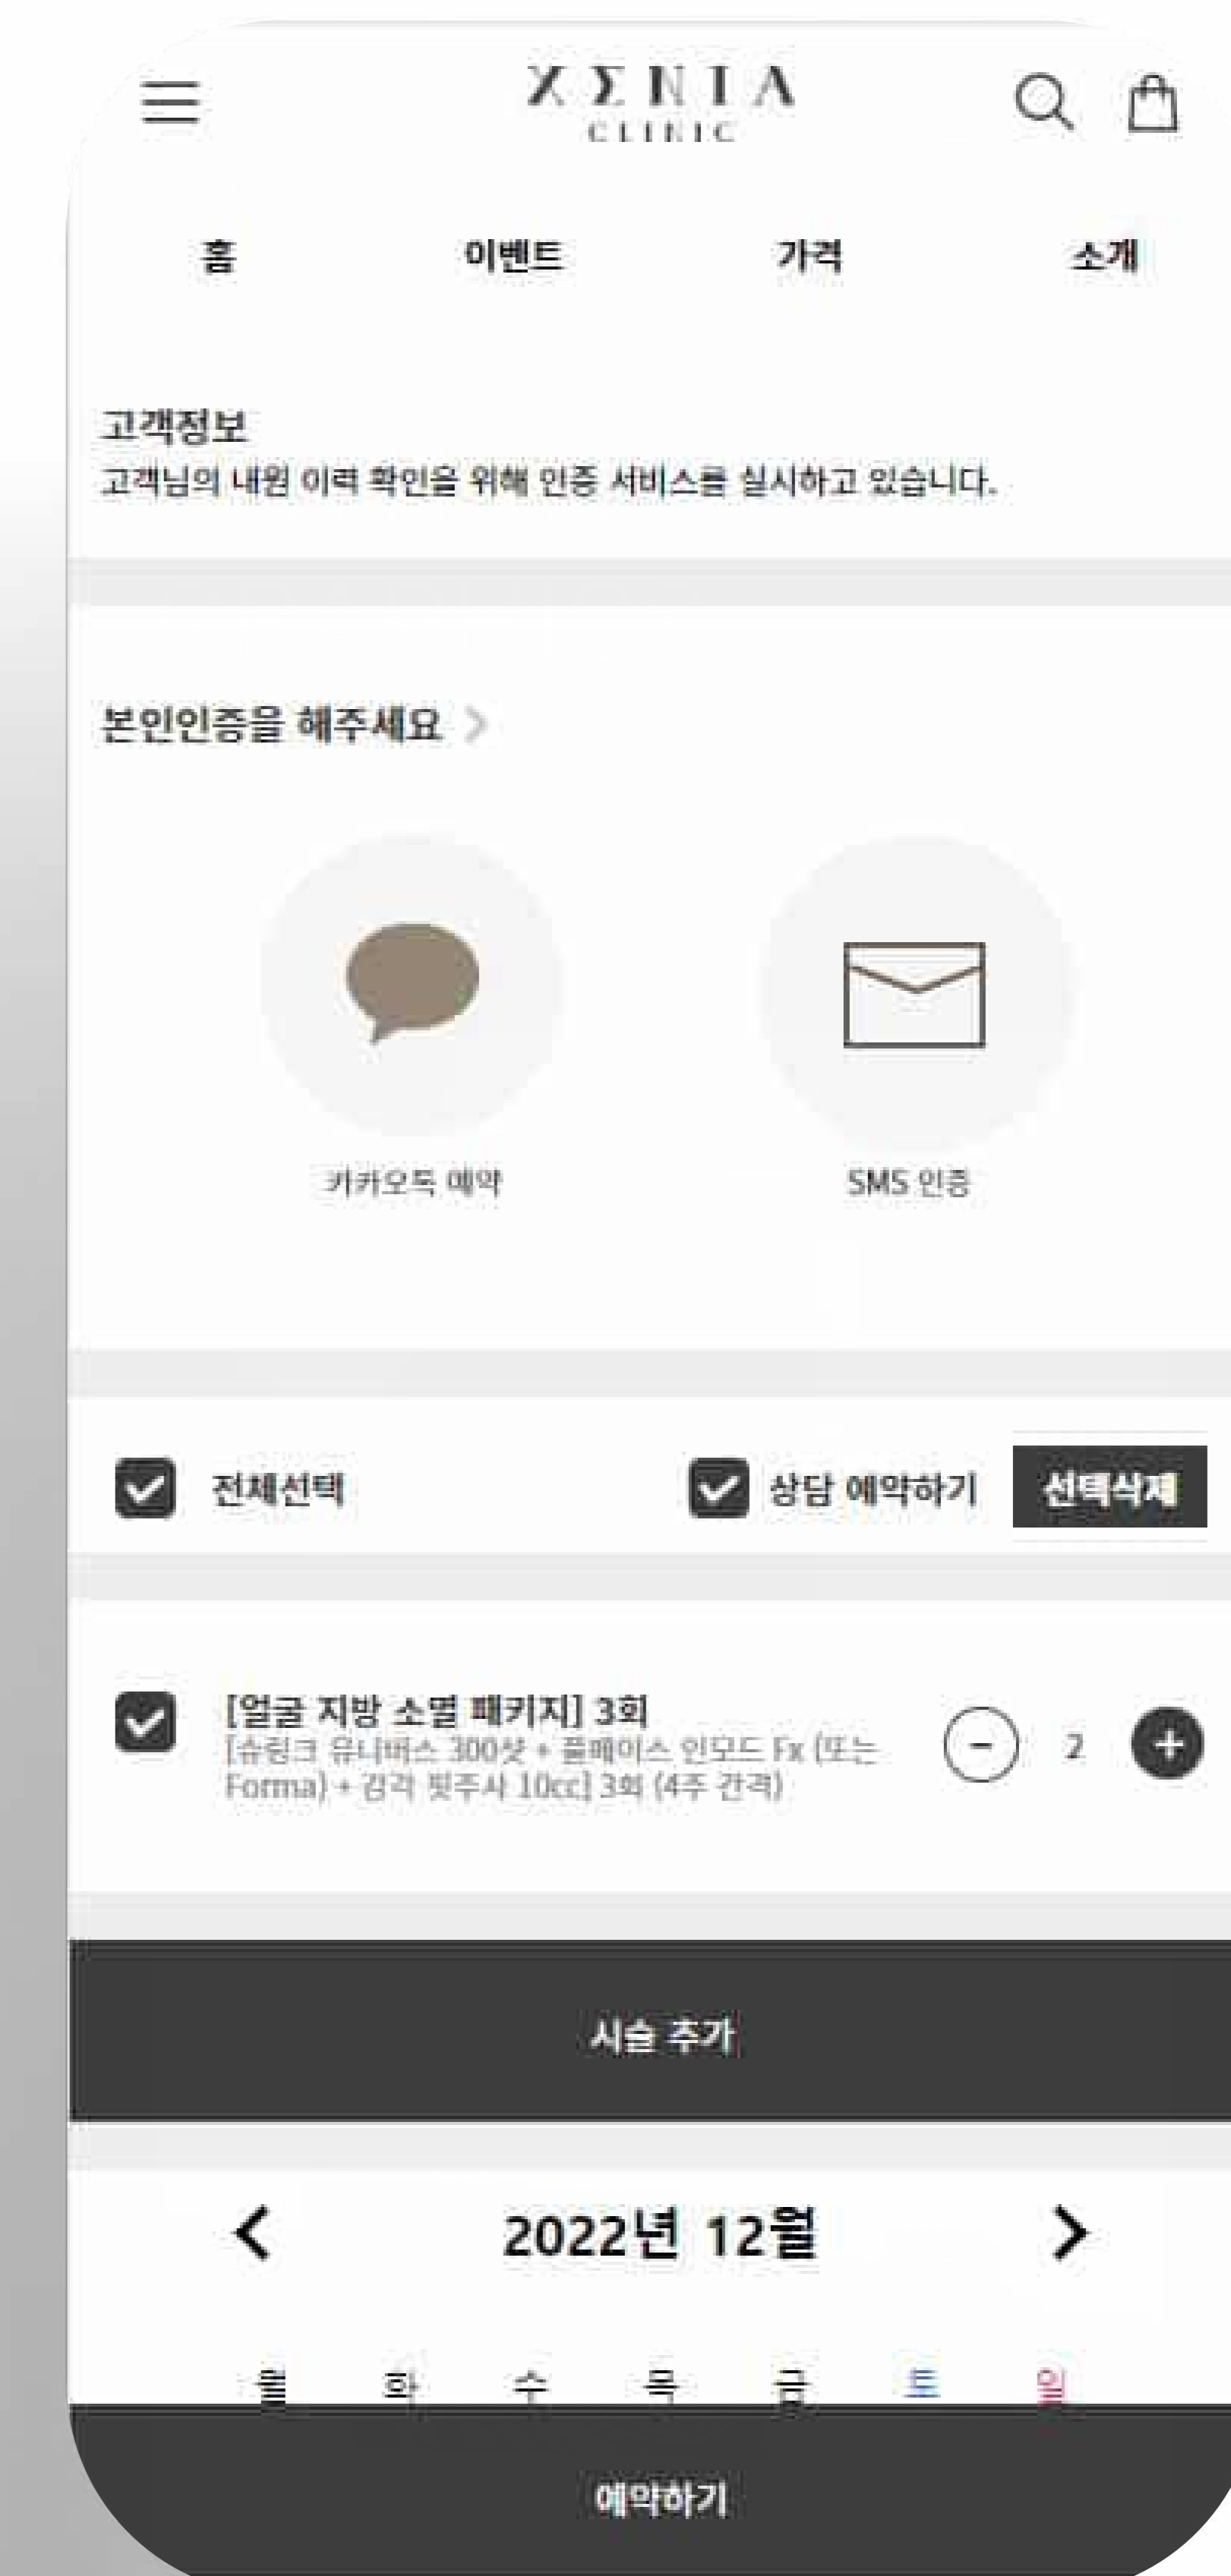 XΣNIΛ
CLINIC
홈 이벤트 가격 소개
고객정보
고객님의 내원 이력 확인을 위해 인증 서비스를 실시하고 있습니다.
본인인증을 해주세요 >
카카오톡 예약 SMS 인증
전체선택 상담 예약하기 선택삭제
[얼굴 지방 소멸 패키지] 3회
[슈링크 유니버스 300샷 + 풀페이스 인모드 Fx (또는 - 2 +
Forma) + 감각 윷주사 10cc] 3회 (4주 간격)
시술 추가
< 2022년 12월 >
월 화 수 목 금 토 일
예약하기